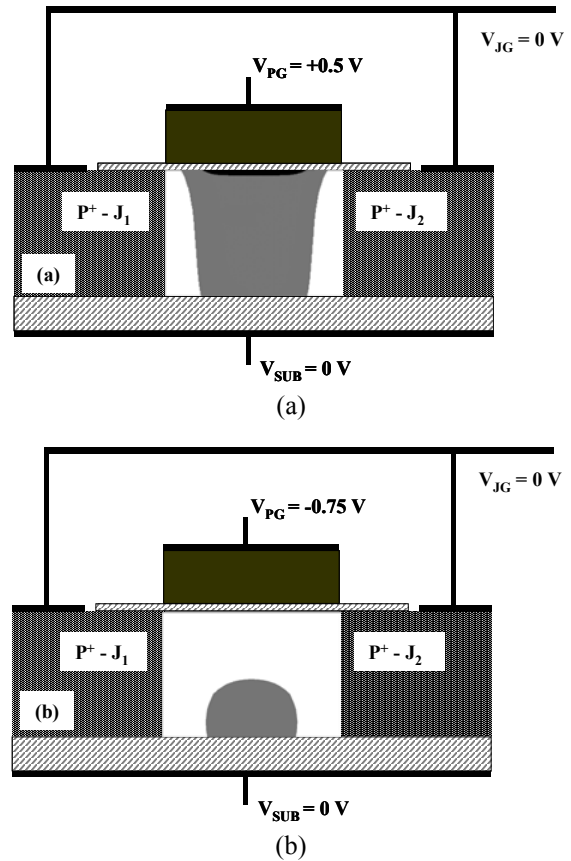 V_JG = 0 V
V_PG = +0.5 V
P⁺ - J₁
P⁺ - J₂
(a)
V_SUB = 0 V
(a)
V_JG = 0 V
V_PG = -0.75 V
P⁺ - J₁
P⁺ - J₂
(b)
V_SUB = 0 V
(b)